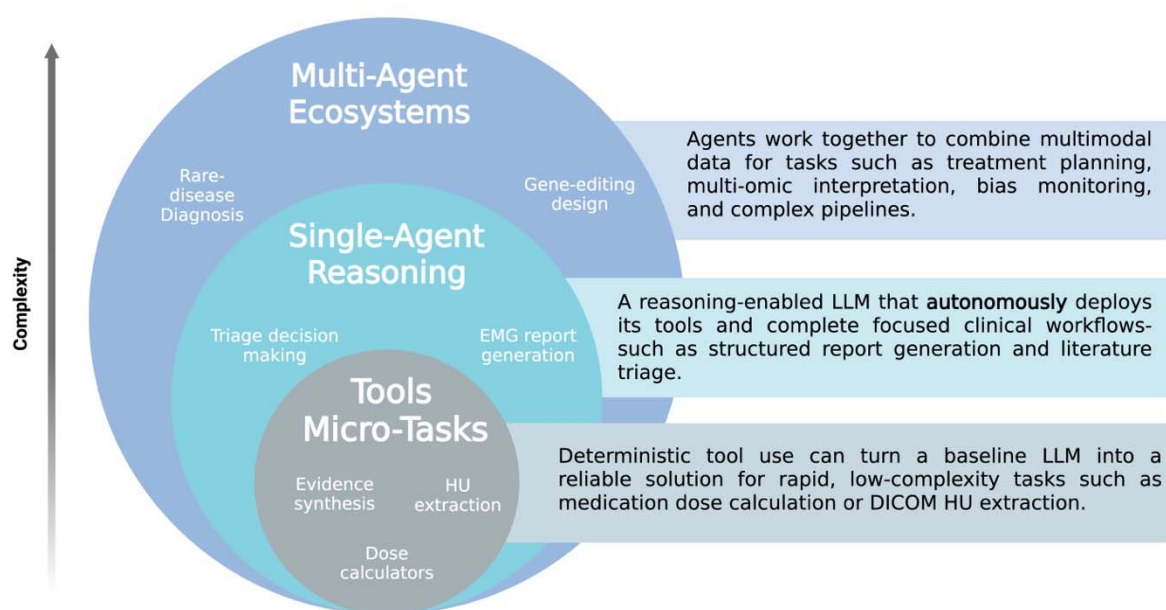 Complexity
Multi-Agent
Ecosystems
Rare-
disease
Diagnosis
Gene-editing
design
Agents work together to combine multimodal
data for tasks such as treatment planning,
multi-omic interpretation, bias monitoring,
and complex pipelines.
Single-Agent
Reasoning
Triage decision
making
EMG report
generation
A reasoning-enabled LLM that autonomously deploys
its tools and complete focused clinical workflows-
such as structured report generation and literature
triage.
Tools
Micro-Tasks
Evidence
synthesis
HU
extraction
Dose
calculators
Deterministic tool use can turn a baseline LLM into a
reliable solution for rapid, low-complexity tasks such as
medication dose calculation or DICOM HU extraction.